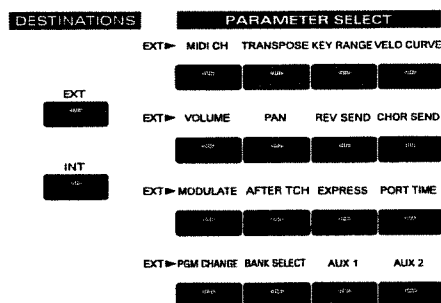 DESTINATIONS PARAMETER SELECT
EXT► MIDI CH TRANSPOSE KEY RANGE VELO CURVE
EXT
EXT► VOLUME PAN REV SEND CHOR SEND
INT
EXT► MODULATE AFTER TCH EXPRESS PORT TIME
EXT► PGM CHANGE BANK SELECT AUX 1 AUX 2